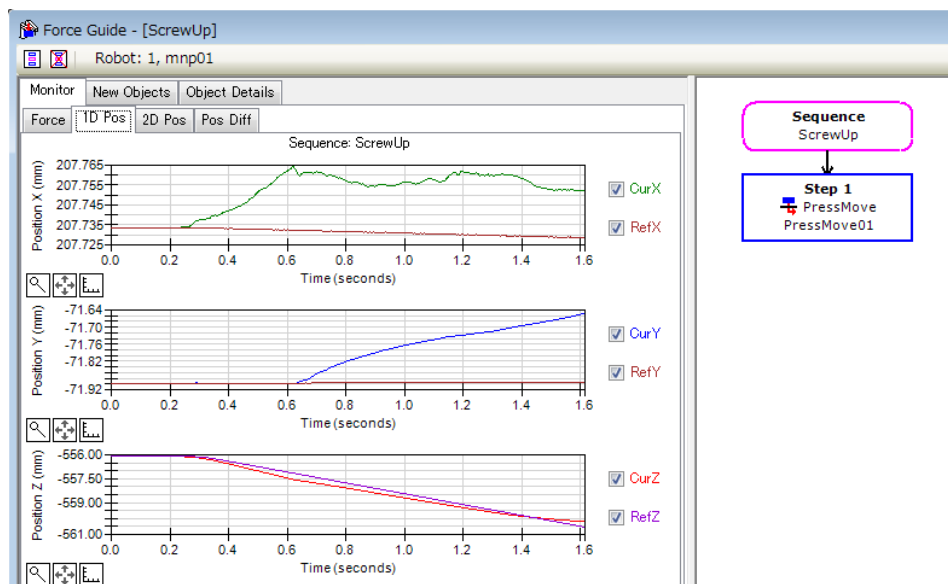 Force Guide - [ScrewUp]
Robot: 1, mnp01
Monitor New Objects Object Details
Force 1D Pos 2D Pos Pos Diff
Sequence: ScrewUp
Position X (mm)
207.765
207.755
207.745
207.735
207.725
0.0 0.2 0.4 0.6 0.8 1.0 1.2 1.4 1.6
Time (seconds)
CurX
RefX
Position Y (mm)
-71.64
-71.70
-71.76
-71.82
-71.92
0.0 0.2 0.4 0.6 0.8 1.0 1.2 1.4 1.6
Time (seconds)
CurY
RefY
Position Z (mm)
-556.00
-557.50
-559.00
-561.00
0.0 0.2 0.4 0.6 0.8 1.0 1.2 1.4 1.6
Time (seconds)
CurZ
RefZ
Sequence
ScrewUp
Step 1
PressMove
PressMove01